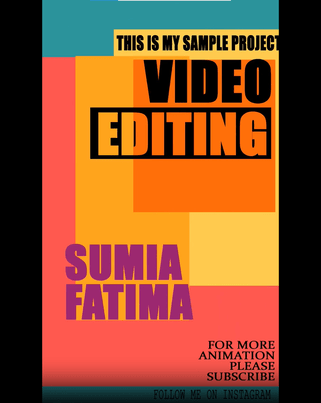 THIS IS MY SAMPLE PROJECT
VIDEO
EDITING
SUMIA
FATIMA
FOR MORE
ANIMATION
PLEASE
SUBSCRIBE
FOLLOW ME ON INSTAGRAM